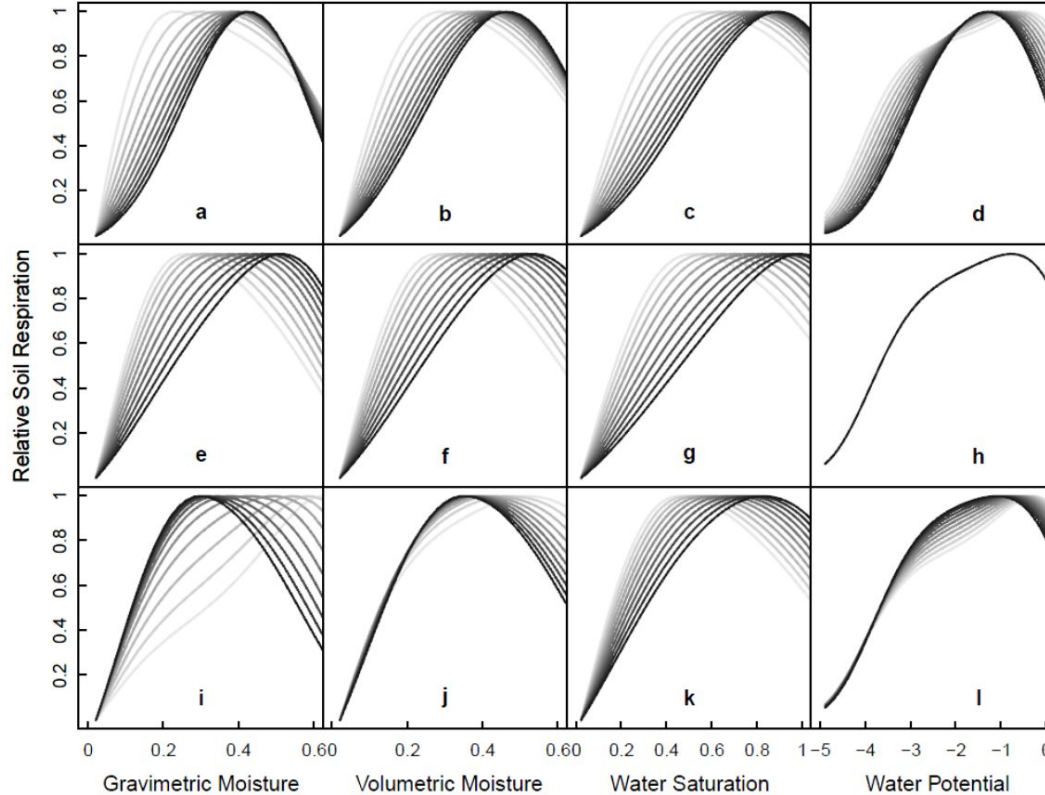 1
0.8
0.6
0.4
0.2
a
b
c
d
1
0.8
0.6
0.4
0.2
e
f
g
h
1
0.8
0.6
0.4
0.2
i
j
k
l
Relative Soil Respiration
0 0.2 0.4 0.60 0.2 0.4 0.60 0.2 0.4 0.6 0.8 1−5 −4 −3 −2 −1 0
Gravimetric Moisture Volumetric Moisture Water Saturation Water Potential